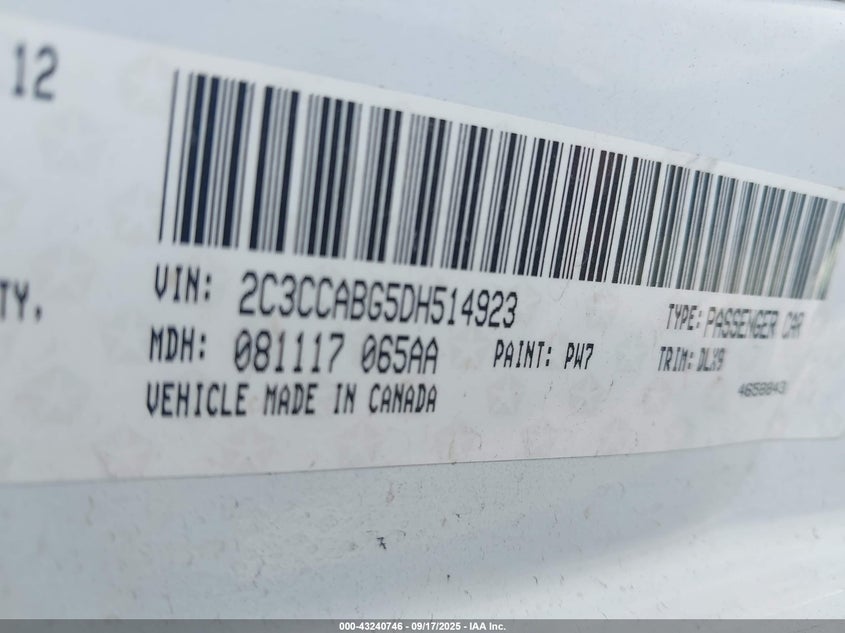 12
TY,
VIN: 2C3CCABG5DH514923
TYPE: PASSENGER CAR
MDH: 081117 065AA
PAINT: PW7
TRIM: DLX9
VEHICLE MADE IN CANADA
4658843
000-43240746 - 09/17/2025 - IAA Inc.